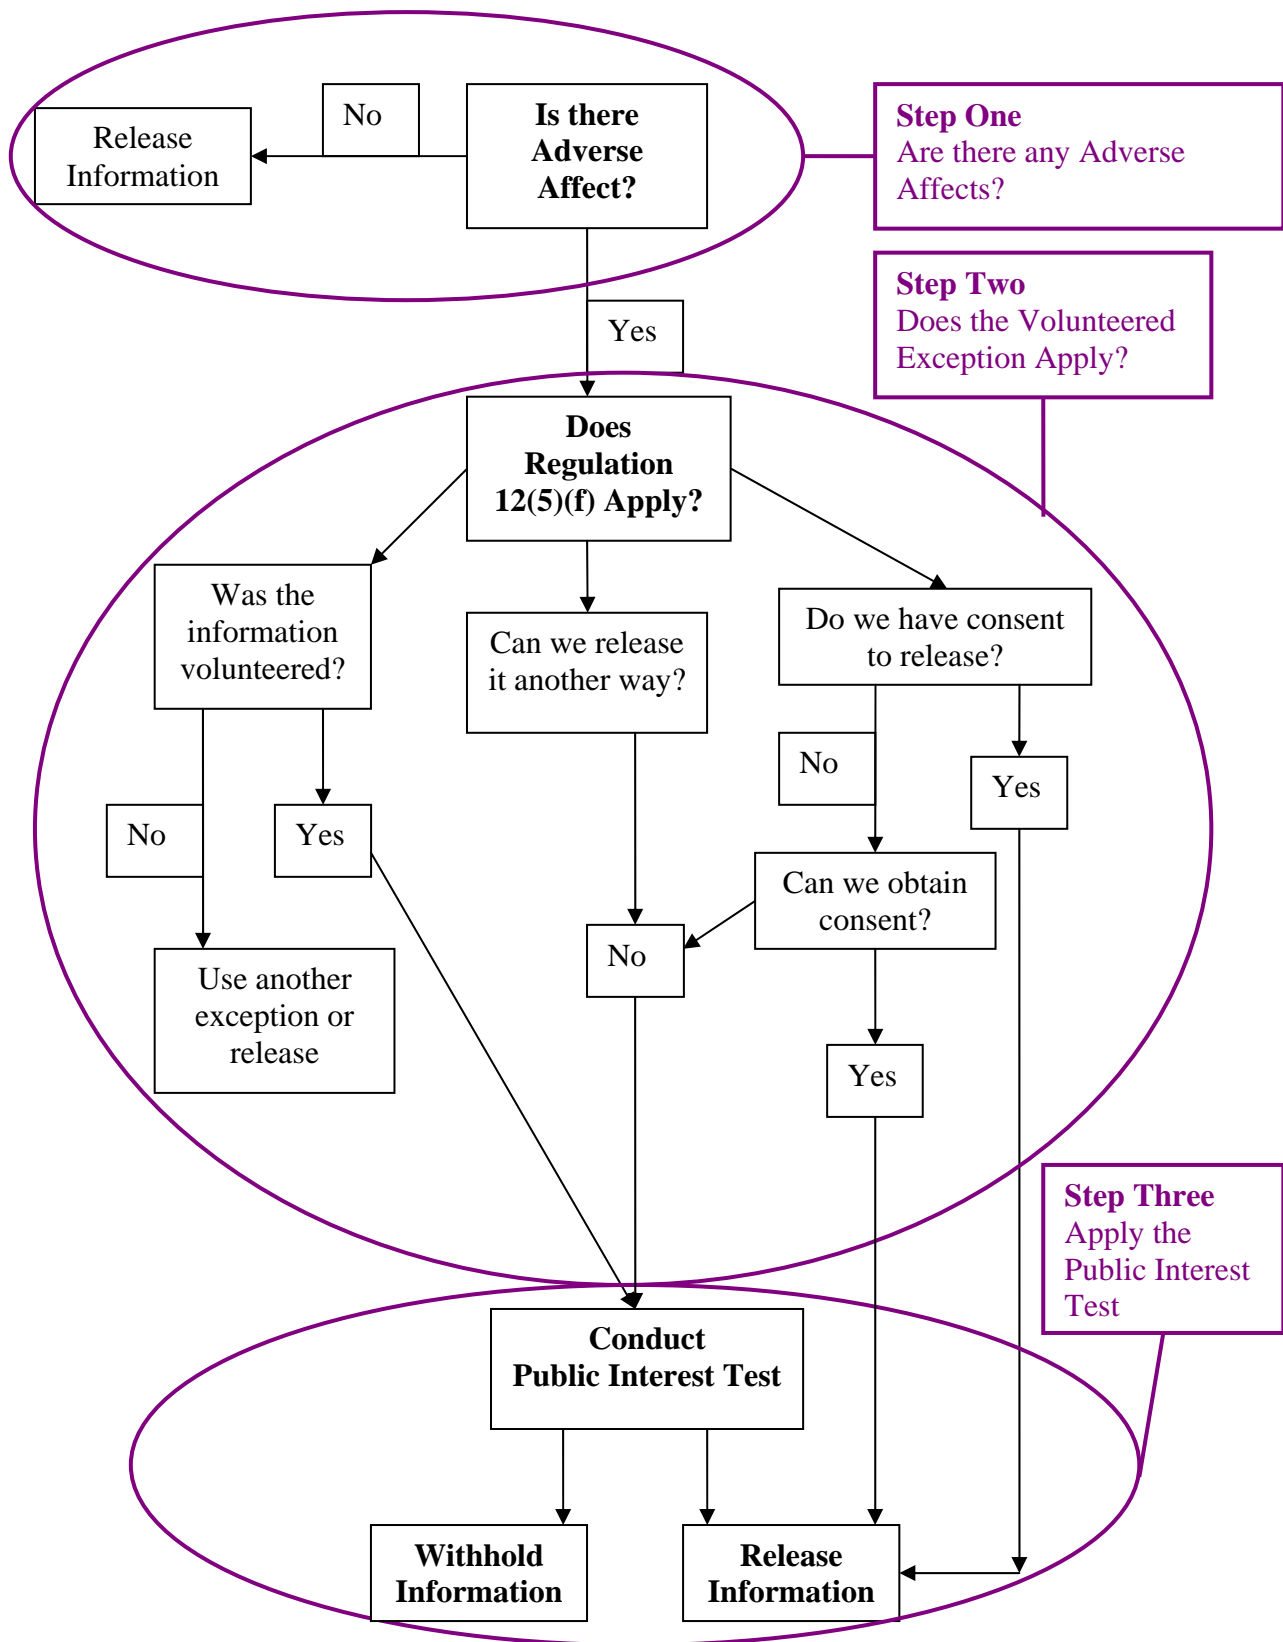 No
Is there
Adverse
Affect?
Release
Information
Step One
Are there any Adverse
Affects?
Step Two
Does the Volunteered
Exception Apply?
Yes
Does
Regulation
12(5)(f) Apply?
Was the
information
volunteered?
Can we release
it another way?
Do we have consent
to release?
No
Yes
No
Yes
Can we obtain
consent?
No
Use another
exception or
release
Yes
Step Three
Apply the
Public Interest
Test
Conduct
Public Interest Test
Withhold
Information
Release
Information